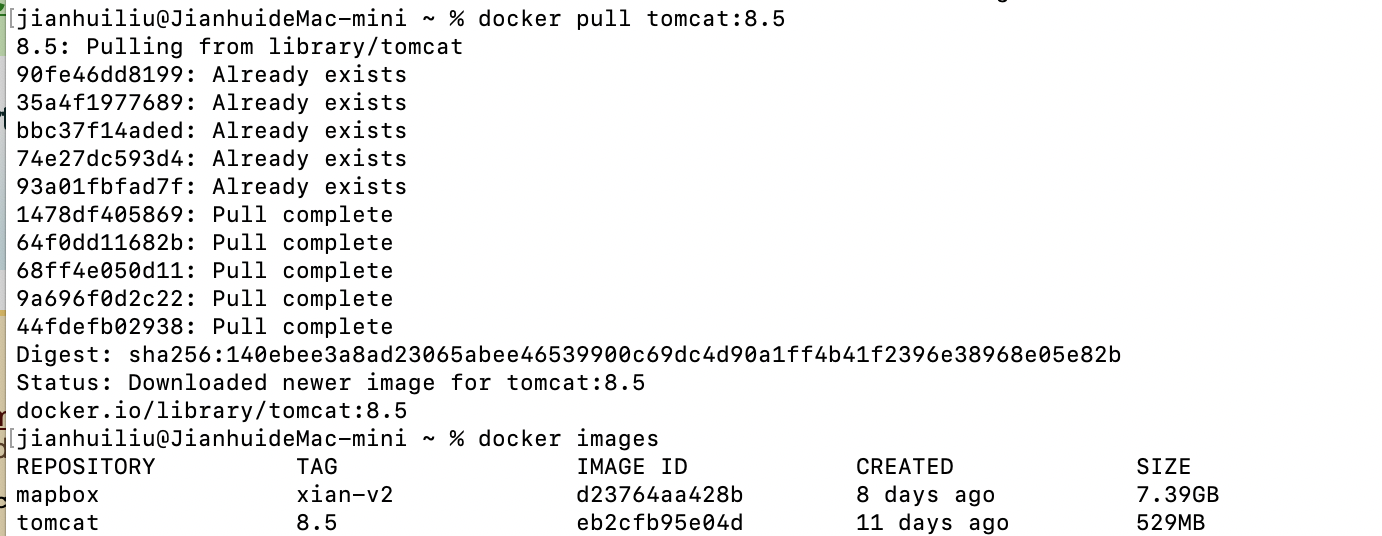 [jianhuiliu@JianhuideMac-mini ~ % docker pull tomcat:8.5
8.5: Pulling from library/tomcat
90fe46dd8199: Already exists
35a4f1977689: Already exists
bbc37f14aded: Already exists
74e27dc593d4: Already exists
93a01fbfad7f: Already exists
1478df405869: Pull complete
64f0dd11682b: Pull complete
68ff4e050d11: Pull complete
9a696f0d2c22: Pull complete
44fdefb02938: Pull complete
Digest: sha256:140ebee3a8ad23065abee46539900c69dc4d90a1ff4b41f2396e38968e05e82b
Status: Downloaded newer image for tomcat:8.5
docker.io/library/tomcat:8.5
[jianhuiliu@JianhuideMac-mini ~ % docker images
REPOSITORY TAG IMAGE ID CREATED SIZE
mapbox xian-v2 d23764aa428b 8 days ago 7.39GB
tomcat 8.5 eb2cfb95e04d 11 days ago 529MB